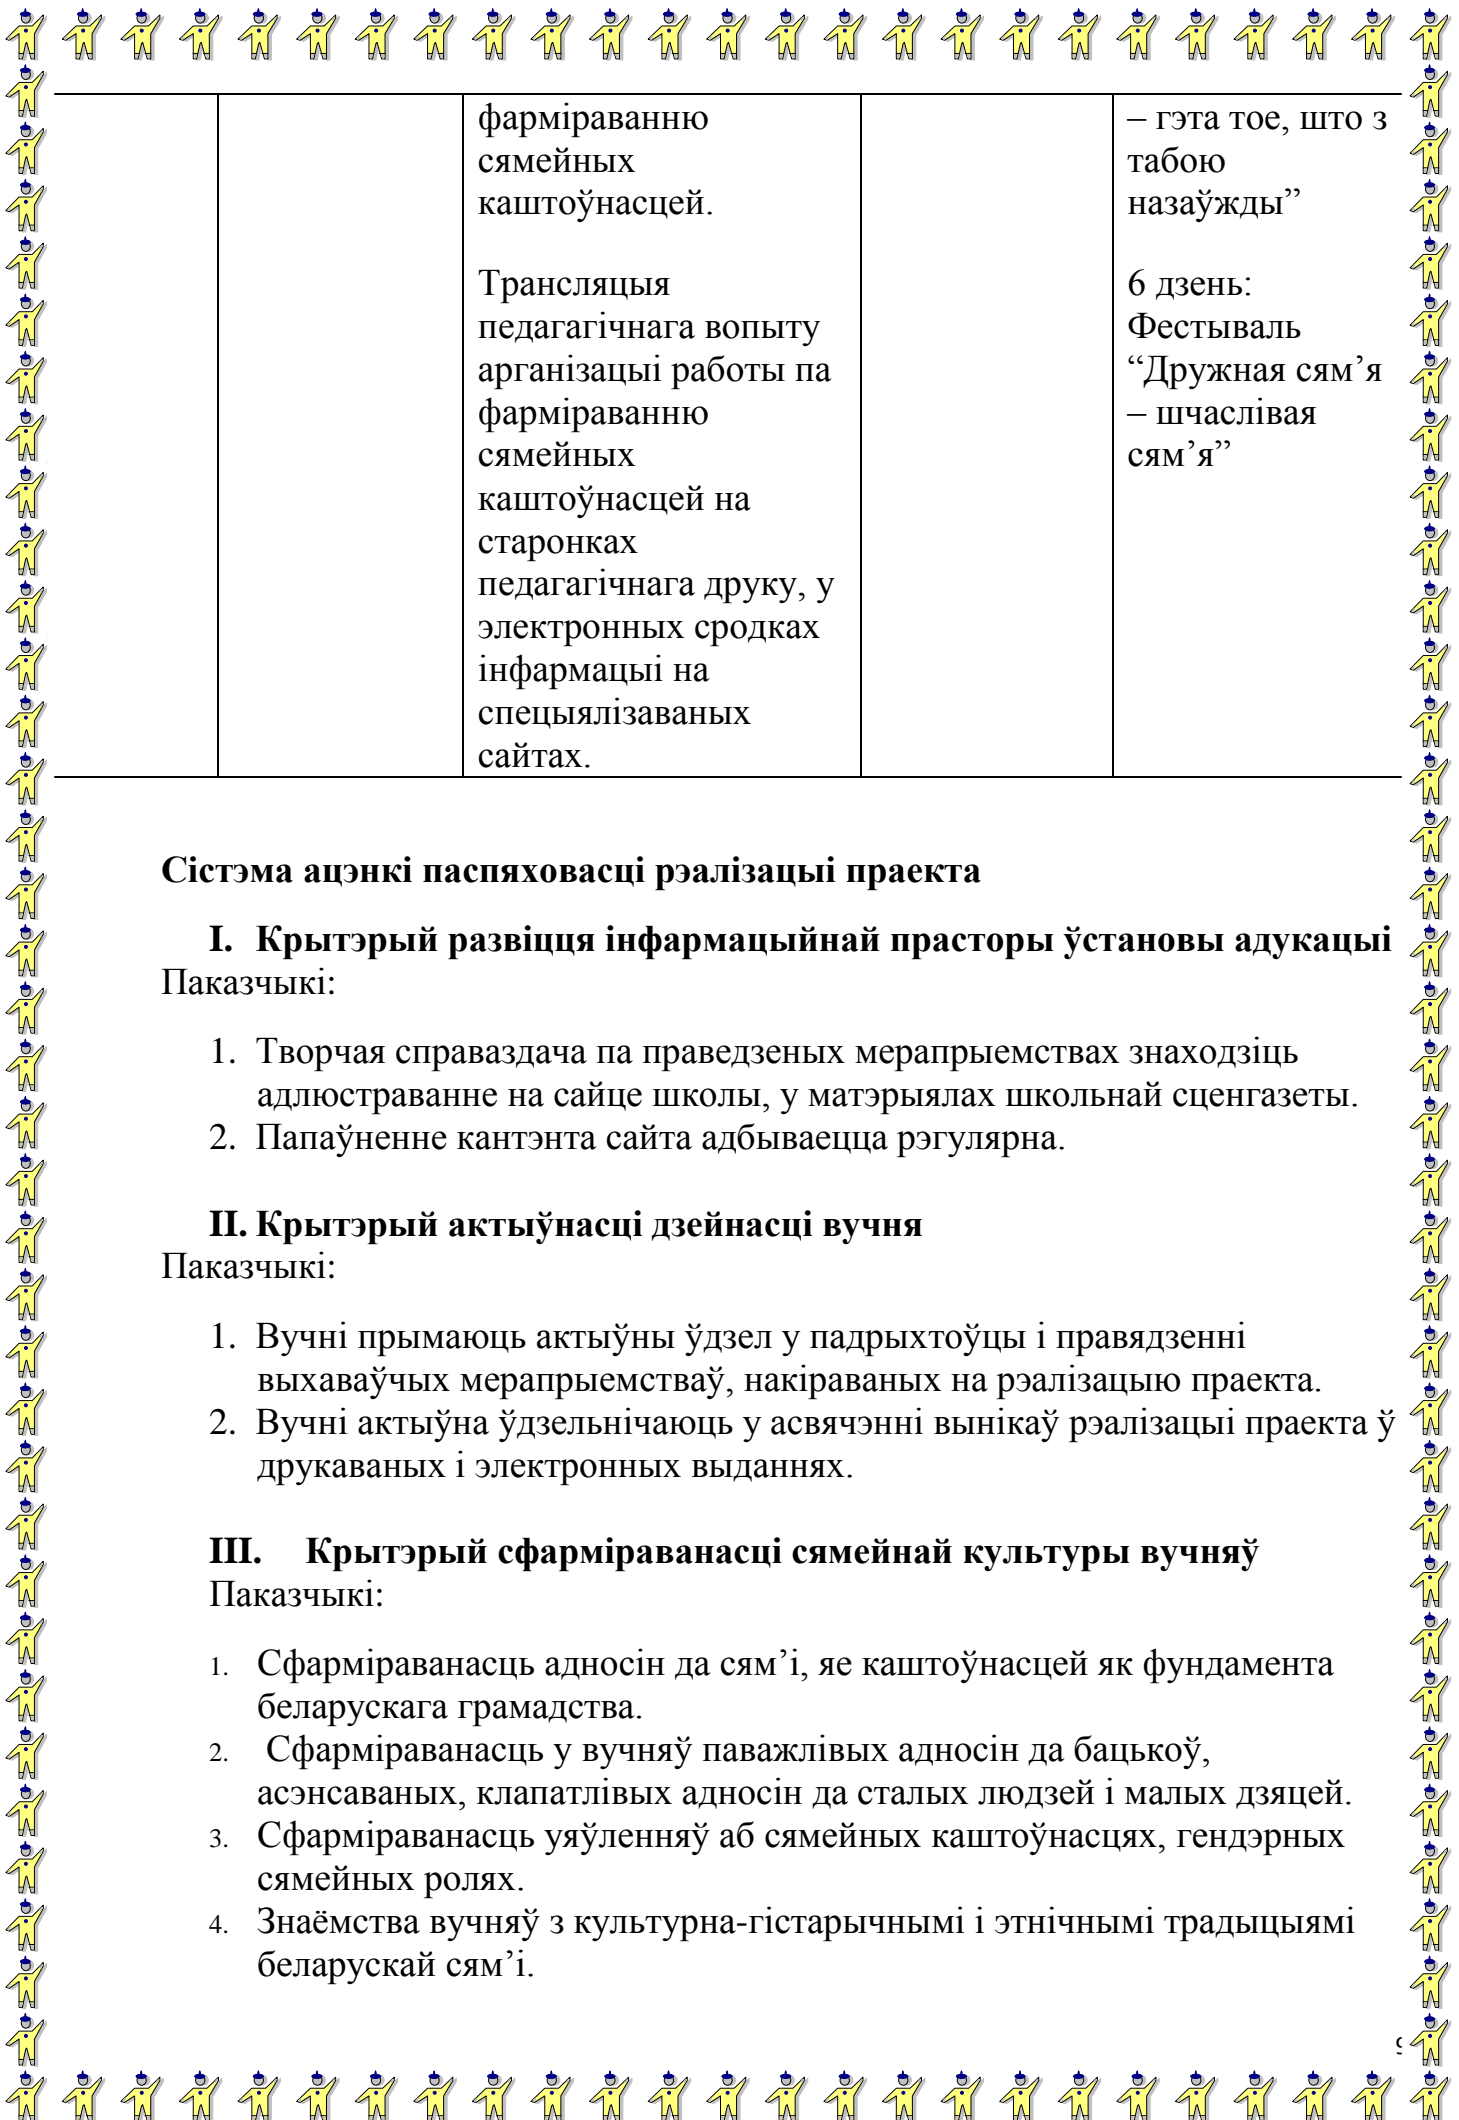 фарміраванню
сямейных
каштоўнасцей.
Трансляцыя
педагагічнага вопыту
арганізацыі работы па
фарміраванню
сямейных
каштоўнасцей на
старонках
педагагічнага друку, у
электронных сродках
інфармацыі на
спецыялізаваных
сайтах.
– гэта тое, што з
табою
назаўжды”
6 дзень:
Фестываль
“Дружная сям’я
– шчаслівая
сям’я”
Сістэма ацэнкі паспяховасці рэалізацыі праекта
I. Крытэрый развіцця інфармацыйнай прасторы ўстановы адукацыі
Паказчыкі:
1. Творчая справаздача па праведзеных мерапрыемствах знаходзіць
адлюстраванне на сайце школы, у матэрыялах школьнай сценгазеты.
2. Папаўненне кантэнта сайта адбываецца рэгулярна.
II. Крытэрый актыўнасці дзейнасці вучня
Паказчыкі:
1. Вучні прымаюць актыўны ўдзел у падрыхтоўцы і правядзенні
выхаваўчых мерапрыемстваў, накіраваных на рэалізацыю праекта.
2. Вучні актыўна ўдзельнічаюць у асвячэнні вынікаў рэалізацыі праекта ў
друкаваных і электронных выданнях.
III. Крытэрый сфарміраванасці сямейнай культуры вучняў
Паказчыкі:
1. Сфарміраванасць адносін да сям’і, яе каштоўнасцей як фундамента
беларускага грамадства.
2. Сфарміраванасць у вучняў паважлівых адносін да бацькоў,
асэнсаваных, клапатлівых адносін да сталых людзей і малых дзяцей.
3. Сфарміраванасць уяўленняў аб сямейных каштоўнасцях, гендэрных
сямейных ролях.
4. Знаёмства вучняў з культурна-гістарычнымі і этнічнымі традыцыямі
беларускай сям’і.